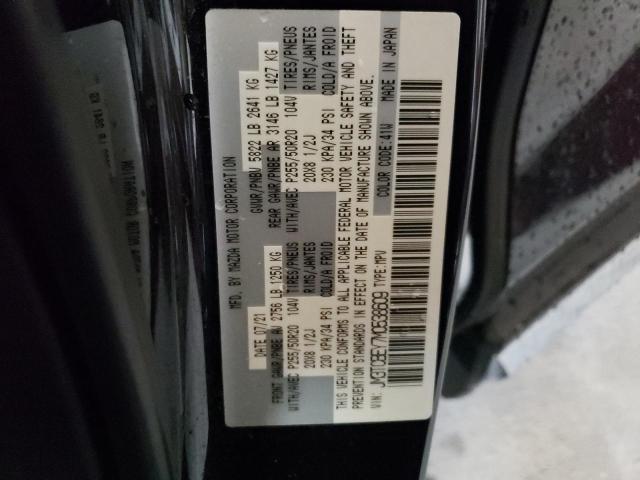 MFD. BY MAZDA MOTOR CORPORATION
DATE 07/21 GVWR/PNBV 5822 LB 2641 KG
FRONT GAWR/PNBE AV 2756 LB 1250 KG REAR GAWR/PNBE AR 3146 LB 1427 KG
WITH/AVEC P255/50R20 104V TIRES/PNEUS WITH/AVEC P255/50R20 104V TIRES/PNEUS
20X8 1/2J RIMS/JANTES 20X8 1/2J RIMS/JANTES
230 KPA/34 PSI COLD/A FROID 230 KPA/34 PSI COLD/A FROID
THIS VEHICLE CONFORMS TO ALL APPLICABLE FEDERAL MOTOR VEHICLE SAFETY AND THEFT
PREVENTION STANDARDS IN EFFECT ON THE DATE OF MANUFACTURE SHOWN ABOVE.
COLOR CODE:41W MADE IN JAPAN
VIN: JM3TCBEY7M0538609 TYPE:MPV